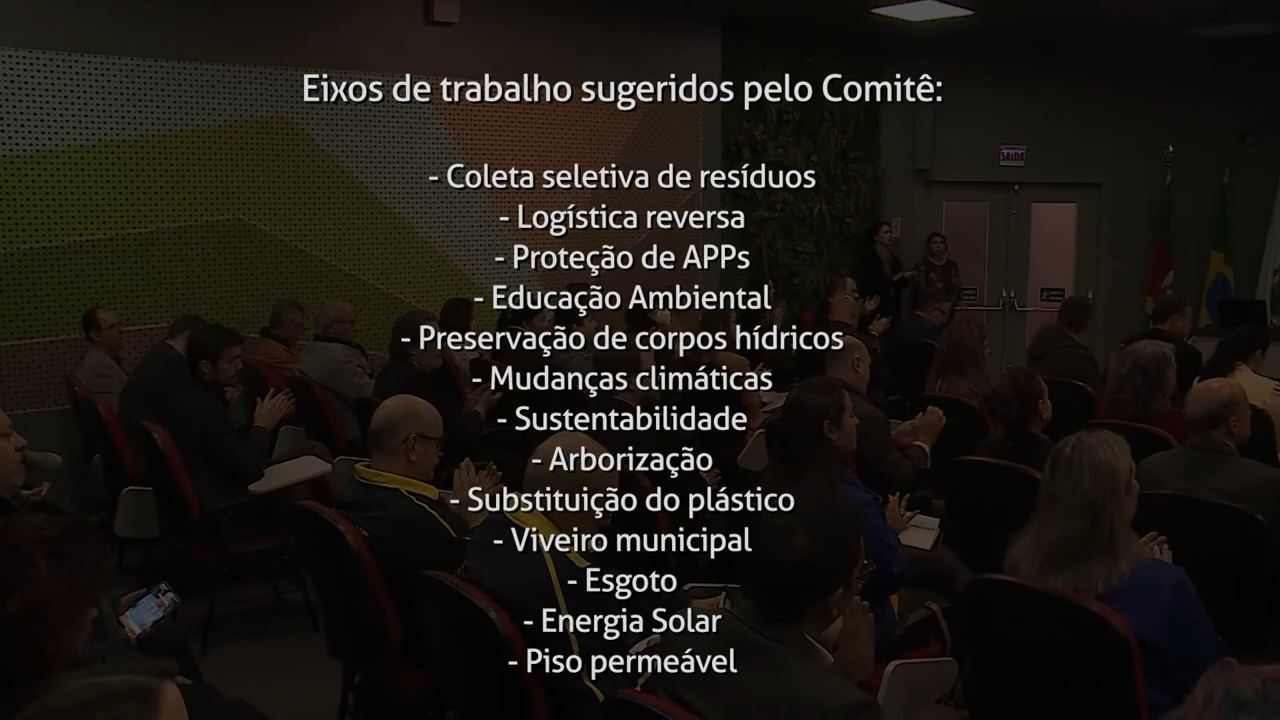 SAÍDA
Eixos de trabalho sugeridos pelo Comitê:
- Coleta seletiva de resíduos
- Logística reversa
- Proteção de APPs
- Educação Ambiental
- Preservação de corpos hídricos
- Mudanças climáticas
- Sustentabilidade
- Arborização
- Substituição do plástico
- Viveiro municipal
- Esgoto
- Energia Solar
- Piso permeável